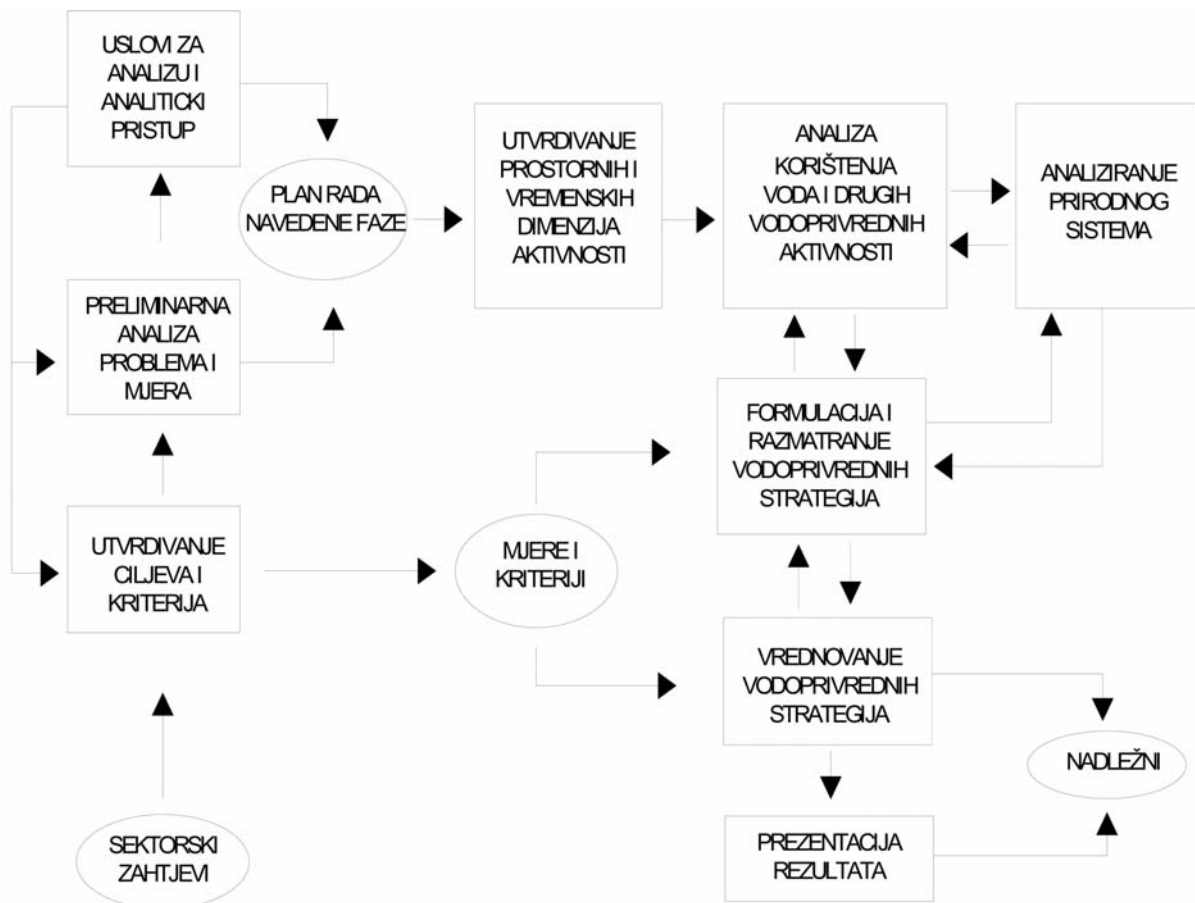 USLOVI ZA
ANALIZU I
ANALITICKI
PRISTUP
PLAN RADA
NAVEDENE FAZE
UTVRDIVANJE
PROSTORNIH I
VREMENSKIH
DIMENZIJA
AKTIVNOSTI
ANALIZA
KORIŠTENJA
VODA I DRUGIH
VODOPRIVREDNIH
AKTIVNOSTI
ANALIZIRANJE
PRIRODNOG
SISTEMA
PRELIMINARNA
ANALIZA
PROBLEMA I
MJERA
FORMULACIJA I
RAZMATRANJE
VODOPRIVREDNIH
STRATEGIJA
UTVRDIVANJE
CILJEVA I
KRITERIJA
MJERE I
KRITERIJI
VREDNOVANJE
VODOPRIVREDNIH
STRATEGIJA
NADLEŽNI
SEKTORSKI
ZAHTJEVI
PREZENTACIJA
REZULTATA